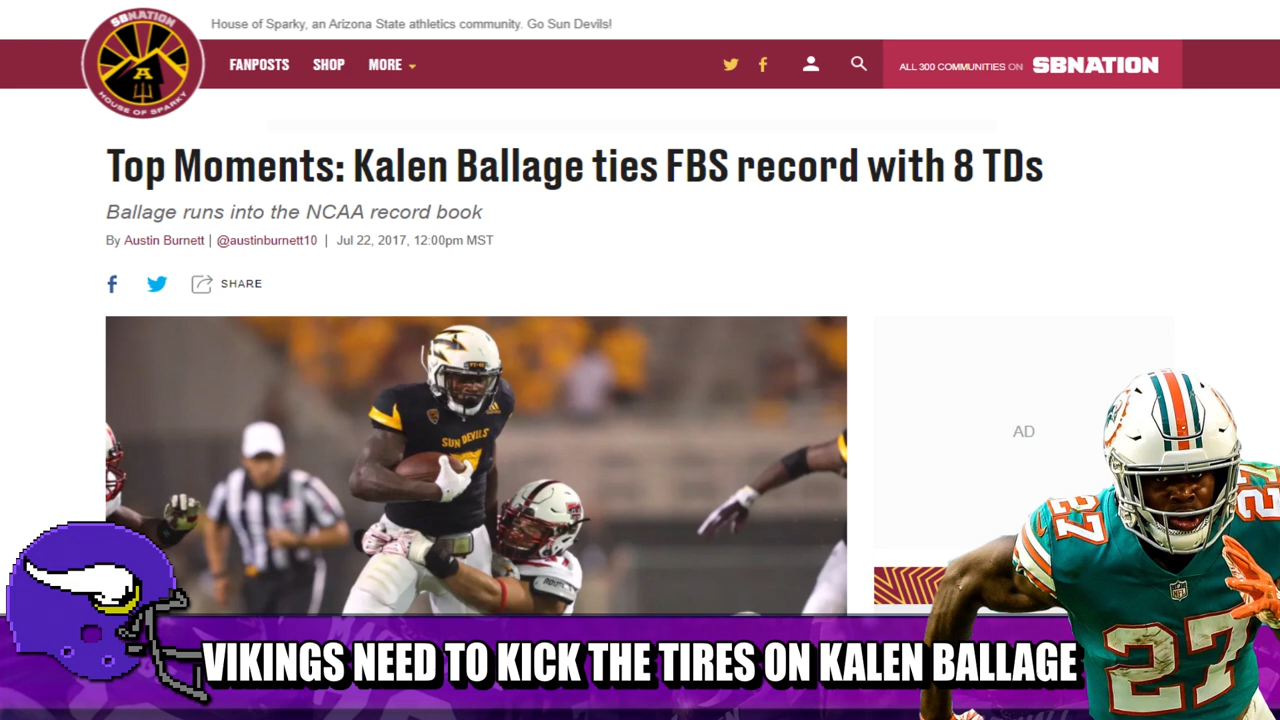 SBNATION
HOUSE OF SPARKY
House of Sparky, an Arizona State athletics community. Go Sun Devils!
FANPOSTS SHOP MORE
ALL 300 COMMUNITIES ON SBNATION
Top Moments: Kalen Ballage ties FBS record with 8 TDs
Ballage runs into the NCAA record book
By Austin Burnett | @austinburnett10 | Jul 22, 2017, 12:00pm MST
SHARE
SUN DEVILS
7
AD
27
27
NFL
27
VIKINGS NEED TO KICK THE TIRES ON KALEN BALLAGE